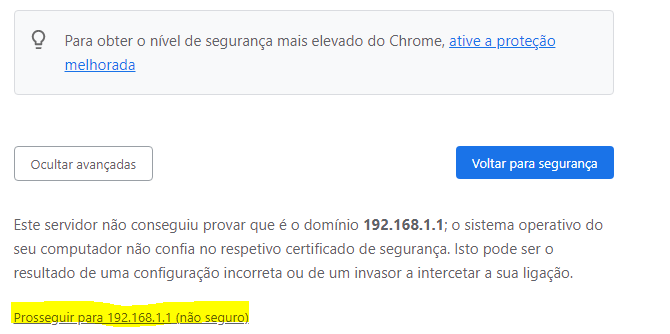 Para obter o nível de segurança mais elevado do Chrome, ative a proteção
melhorada
Ocultar avançadas
Voltar para segurança
Este servidor não conseguiu provar que é o domínio 192.168.1.1; o sistema operativo do
seu computador não confia no respetivo certificado de segurança. Isto pode ser o
resultado de uma configuração incorreta ou de um invasor a intercetar a sua ligação.
Prosseguir para 192.168.1.1 (não seguro)